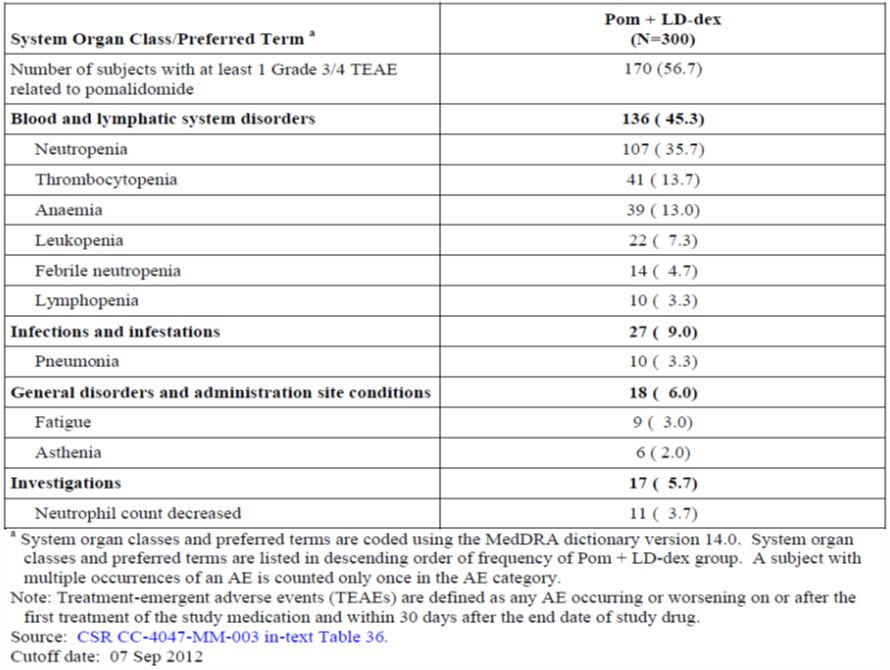 System Organ Class/Preferred Term a
Pom + LD-dex
(N=300)
Number of subjects with at least 1 Grade 3/4 TEAE
related to pomalidomide
170 (56.7)
Blood and lymphatic system disorders 136 ( 45.3)
Neutropenia 107 ( 35.7)
Thrombocytopenia 41 ( 13.7)
Anaemia 39 ( 13.0)
Leukopenia 22 ( 7.3)
Febrile neutropenia 14 ( 4.7)
Lymphopenia 10 ( 3.3)
Infections and infestations 27 ( 9.0)
Pneumonia 10 ( 3.3)
General disorders and administration site conditions 18 ( 6.0)
Fatigue 9 ( 3.0)
Asthenia 6 ( 2.0)
Investigations 17 ( 5.7)
Neutrophil count decreased 11 ( 3.7)
a System organ classes and preferred terms are coded using the MedDRA dictionary version 14.0. System organ
classes and preferred terms are listed in descending order of frequency of Pom + LD-dex group. A subject with
multiple occurrences of an AE is counted only once in the AE category.
Note: Treatment-emergent adverse events (TEAEs) are defined as any AE occurring or worsening on or after the
first treatment of the study medication and within 30 days after the end date of study drug.
Source: CSR CC-4047-MM-003 in-text Table 36.
Cutoff date: 07 Sep 2012